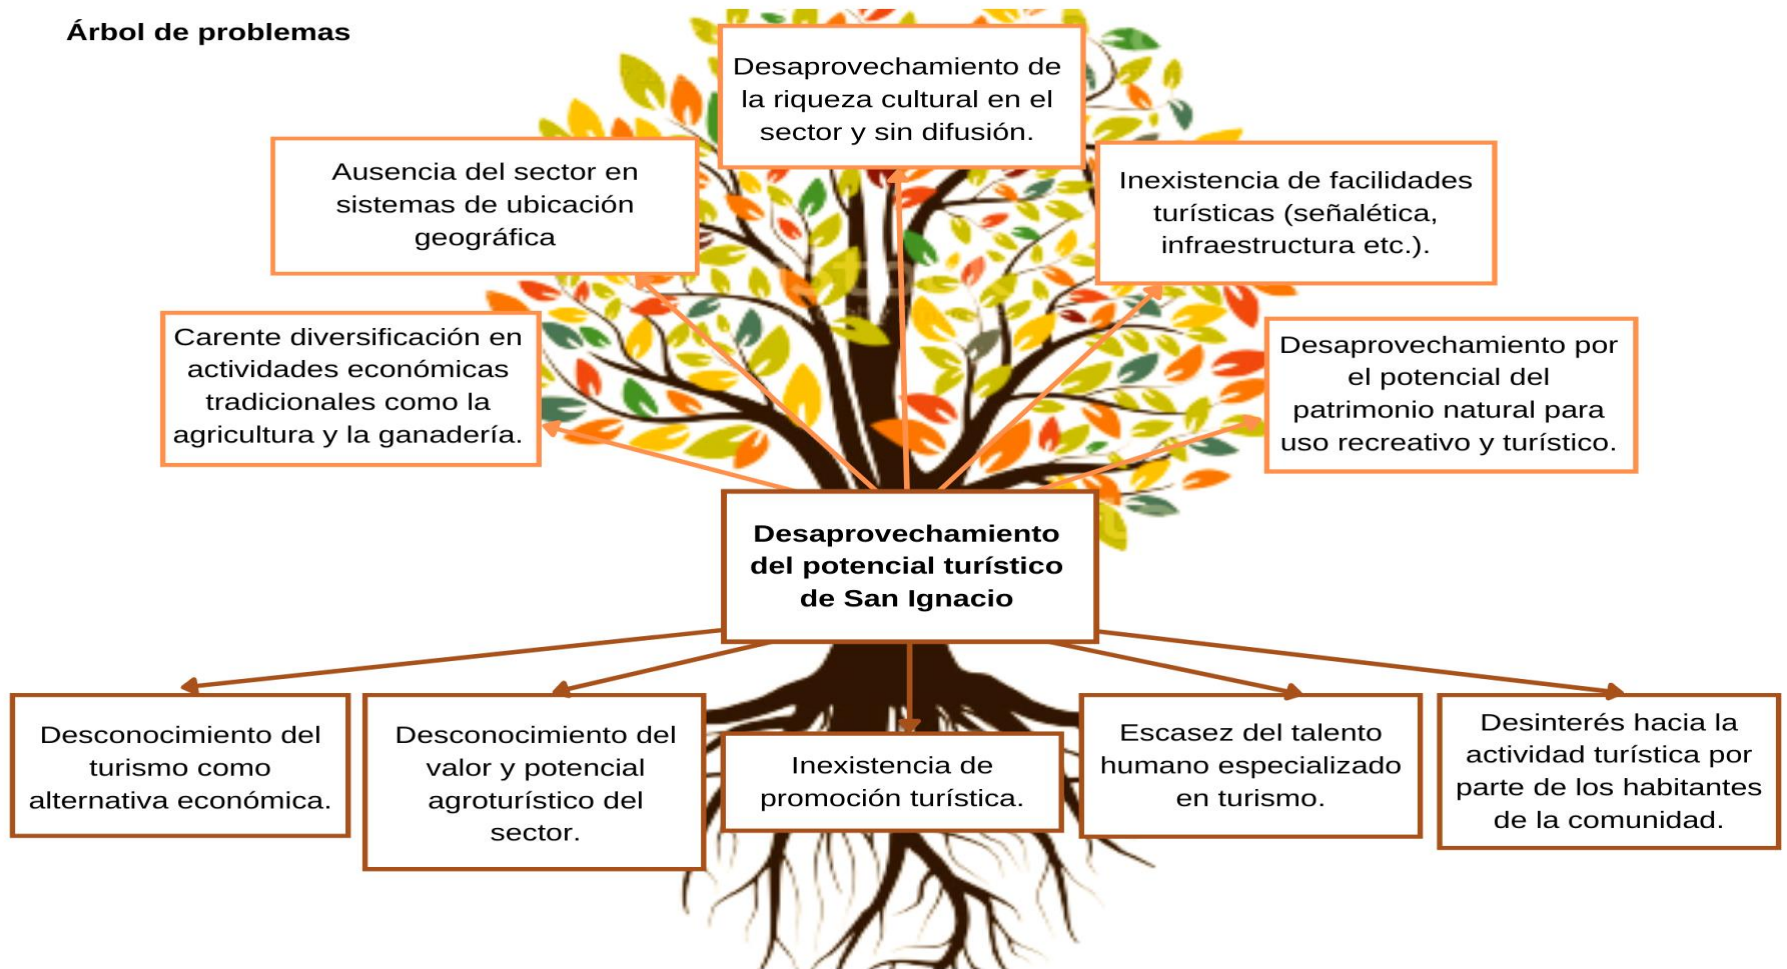 Árbol de problemas
Desaprovechamiento de
la riqueza cultural en el
sector y sin difusión.
Ausencia del sector en
sistemas de ubicación
geográfica
Inexistencia de facilidades
turísticas (señalética,
infraestructura etc.).
Carente diversificación en
actividades económicas
tradicionales como la
agricultura y la ganadería.
Desaprovechamiento por
el potencial del
patrimonio natural para
uso recreativo y turístico.
Desaprovechamiento
del potencial turístico
de San Ignacio
Desconocimiento del
turismo como
alternativa económica.
Desconocimiento del
valor y potencial
agroturístico del
sector.
Inexistencia de
promoción turística.
Escasez del talento
humano especializado
en turismo.
Desinterés hacia la
actividad turística por
parte de los habitantes
de la comunidad.